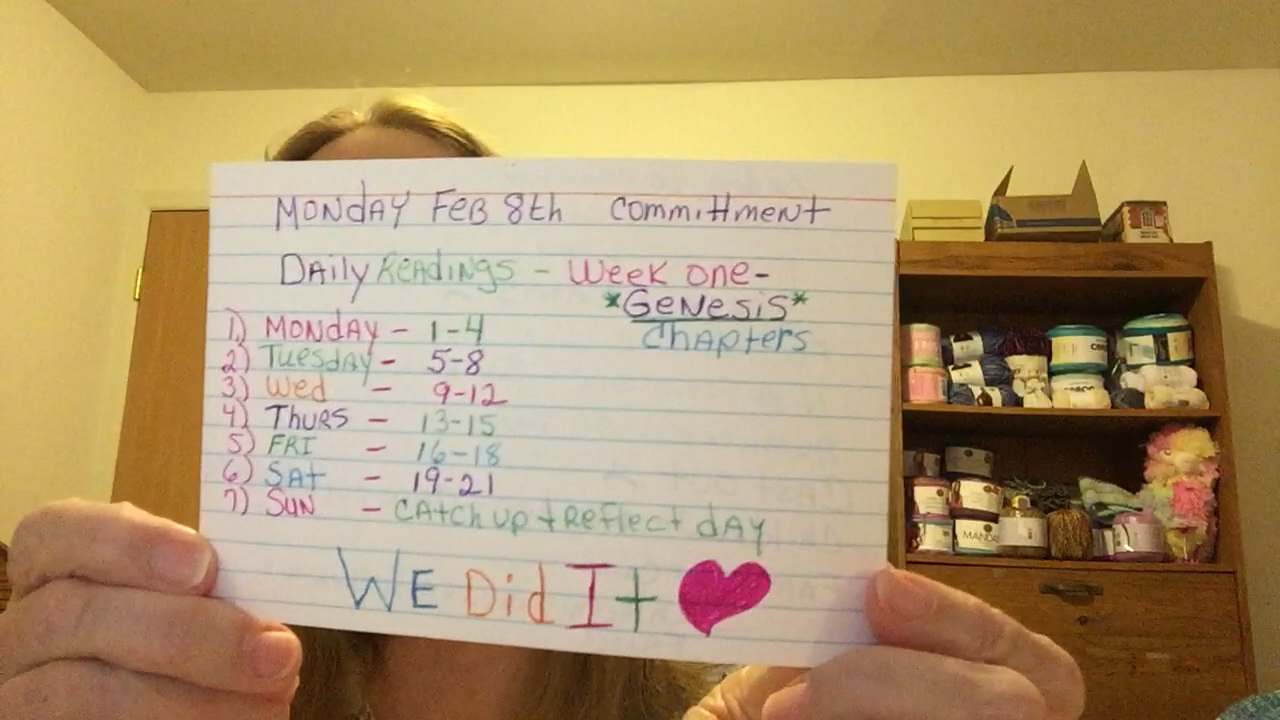 Monday Feb 8th Committment
Daily Readings - Week one-
*Genesis*
Chapters
1) Monday - 1-4
2) Tuesday - 5-8
3) Wed - 9-12
4) Thurs - 13-15
5) FRI - 16-18
6) SAt - 19-21
7) SUN - CAtch up + Reflect dAy
WE Did It